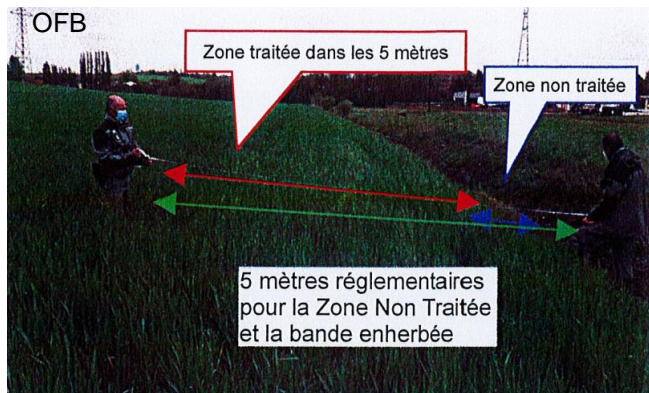 OFB
Zone traitée dans les 5 mètres
Zone non traitée
5 mètres réglementaires
pour la Zone Non Traitée
et la bande enherbée